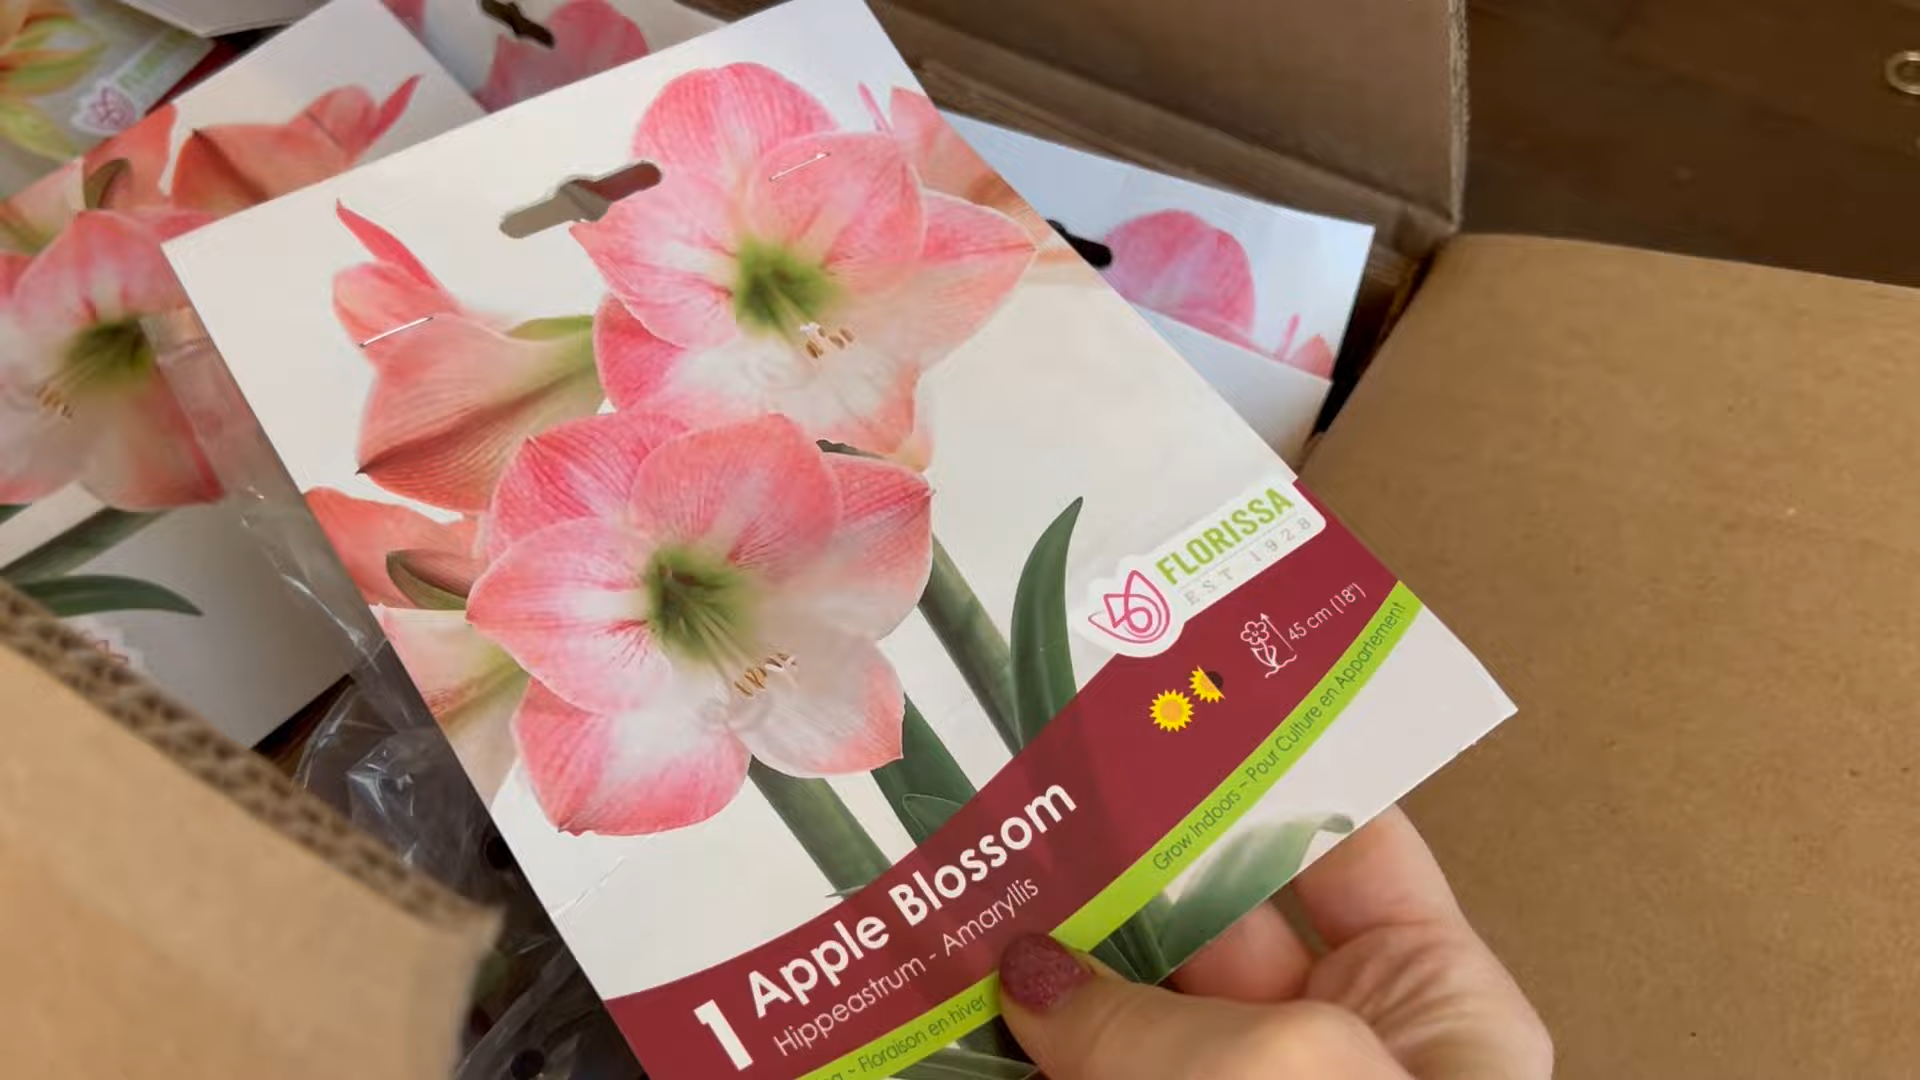 FLORISSA
EST 1928
45 cm (18")
Grow Indoors ~ Pour Culture en Appartement
1 Apple Blossom
Hippeastrum - Amaryllis
~ Floraison en hiver